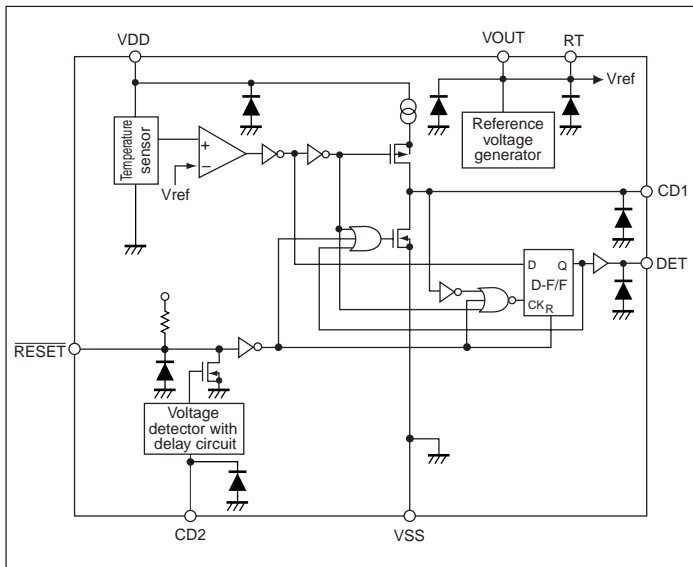 VDD
VOUT
RT
Vref
Temperature
sensor
+
−
Vref
Reference
voltage
generator
CD1
D
Q
D-F/F
CK
R
DET
RESET
Voltage
detector with
delay circuit
CD2
VSS